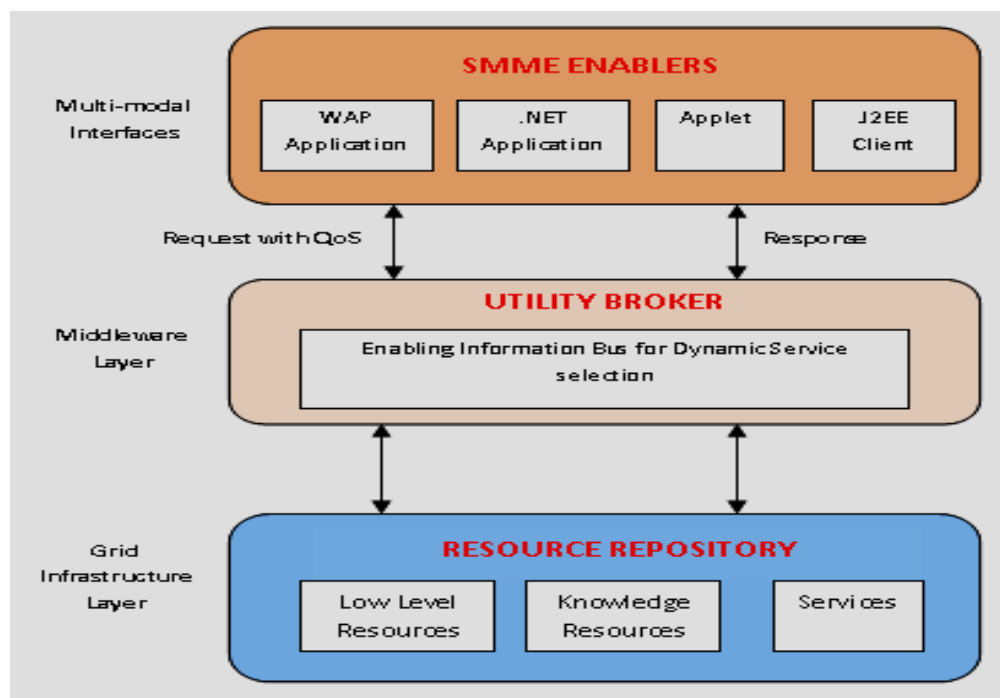 SMME ENABLERS
Multi-modal
Interfaces
WAP
Application
.NET
Application
Applet
J2EE
Client
Request with QoS
Response
UTILITY BROKER
Middleware
Layer
Enabling Information Bus for Dynamic Service
selection
Grid
Infrastructure
Layer
RESOURCE REPOSITORY
Low Level
Resources
Knowledge
Resources
Services